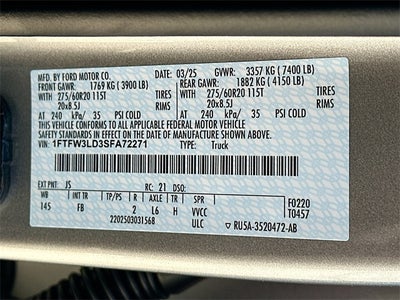 MFD. BY FORD MOTOR CO. 03/25 GVWR: 3357 KG ( 7400 LB)
FRONT GAWR: 1769 KG ( 3900 LB) REAR GAWR: 1882 KG ( 4150 LB)
WITH 275/60R20 115T TIRES WITH 275/60R20 115T TIRES
20x8.5J RIMS 20x8.5J RIMS
AT 240 kPa/ 35 PSI COLD AT 240 kPa/ 35 PSI COLD
THIS VEHICLE CONFORMS TO ALL APPLICABLE FEDERAL MOTOR VEHICLE
SAFETY STANDARDS IN EFFECT ON THE DATE OF MANUFACTURE SHOWN ABOVE.
VIN: 1FTFW3LD3SFA72271 TYPE: Truck
EXT PNT: JS RC: 21 DSO: F0220
WB INT TR TP/PS R AXLE TR SPR T0457
145 FB 2 L6 H VVCC
2202503031568 UVC RU5A-3520472-AB